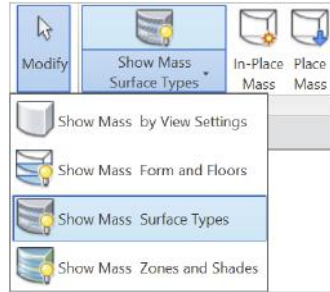 Modify
Show Mass
Surface Types
In-Place
Mass
Place
Mass
Show Mass by View Settings
Show Mass Form and Floors
Show Mass Surface Types
Show Mass Zones and Shades